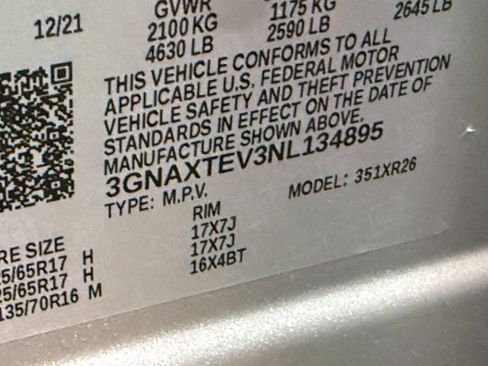 12/21 GVWR 1175 KG 2645 LB
2100 KG 2590 LB
4630 LB
THIS VEHICLE CONFORMS TO ALL
APPLICABLE U.S. FEDERAL MOTOR
VEHICLE SAFETY AND THEFT PREVENTION
STANDARDS IN EFFECT ON THE DATE OF
MANUFACTURE SHOWN ABOVE.
3GNAXTEV3NL134895
TYPE: M.P.V. MODEL: 351XR26
RE SIZE RIM
5/65R17 H 17X7J
5/65R17 H 17X7J
135/70R16 M 16X4BT